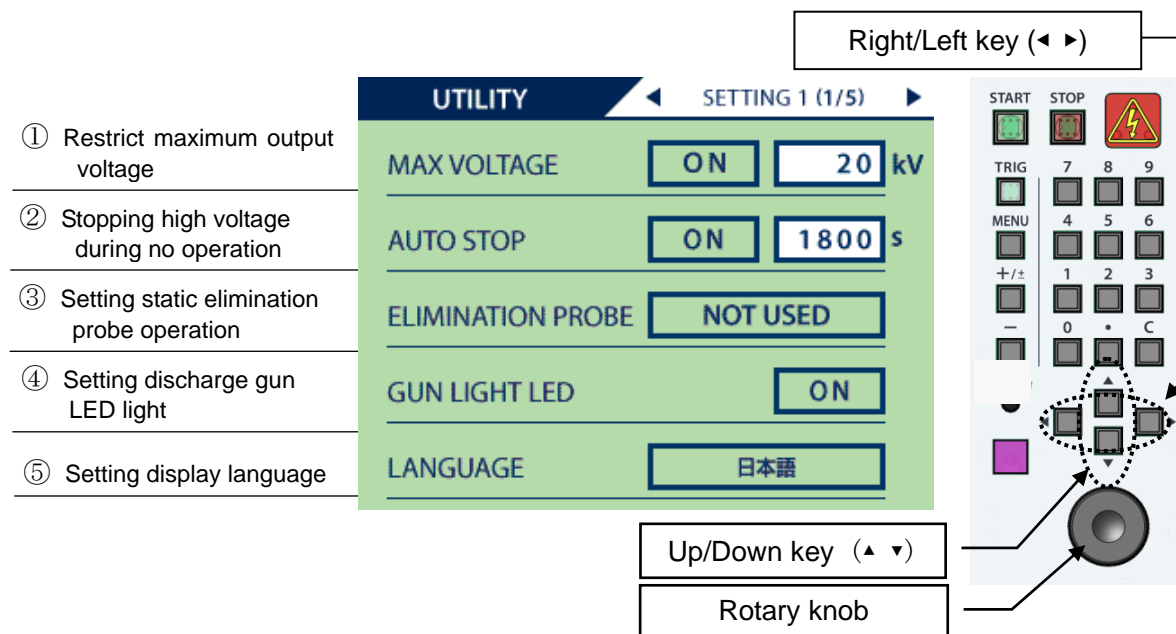 Right/Left key (◂ ▸)
UTILITY ◀ SETTING 1 (1/5) ▶
START STOP
① Restrict maximum output
voltage
MAX VOLTAGE ON 20 kV
TRIG 7 8 9
② Stopping high voltage
during no operation
AUTO STOP ON 1800 s
MENU 4 5 6
③ Setting static elimination
probe operation
ELIMINATION PROBE NOT USED
+/± 1 2 3
− 0 • C
④ Setting discharge gun
LED light
GUN LIGHT LED ON
⑤ Setting display language
LANGUAGE 日本語
Up/Down key (▴ ▾)
Rotary knob